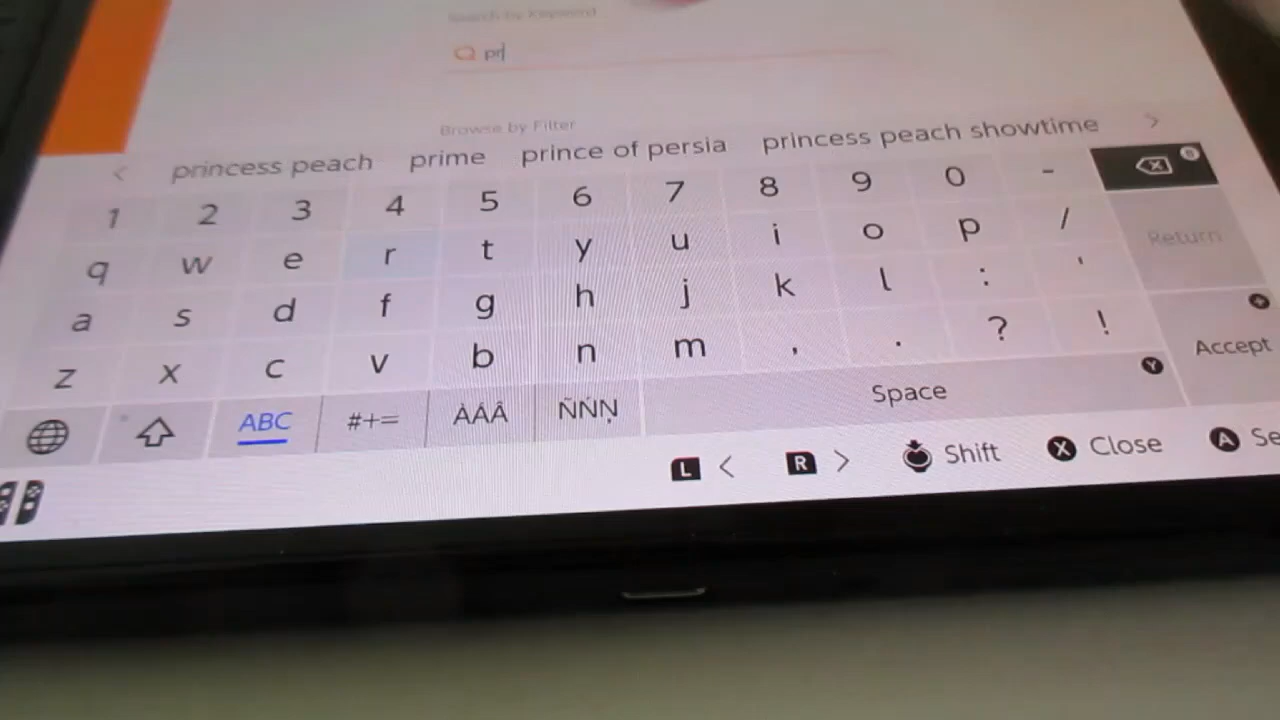 Search by Keyword
pr
Browse by Filter
< princess peach prime prince of persia princess peach showtime >
1 2 3 4 5 6 7 8 9 0 -
q w e r t y u i o p / Return
a s d f g h j k l : '
z x c v b n m , . ? ! Accept
ABC #+= ÀÁÂ ÑŃŅ Space Y
L < R > Shift X Close A Se